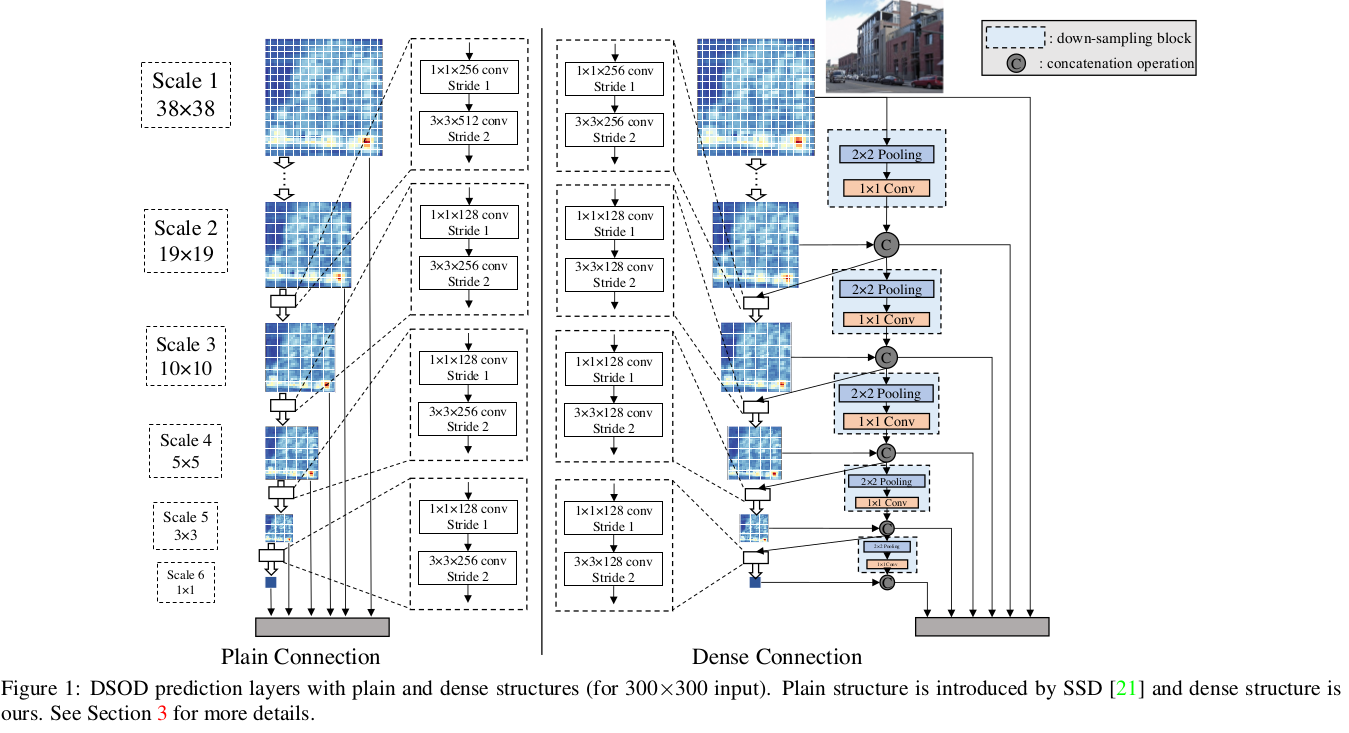 Scale 1
38×38
Scale 2
19×19
Scale 3
10×10
Scale 4
5×5
Scale 5
3×3
Scale 6
1×1
1×1×256 conv
Stride 1
3×3×512 conv
Stride 2
1×1×128 conv
Stride 1
3×3×256 conv
Stride 2
1×1×128 conv
Stride 1
3×3×256 conv
Stride 2
1×1×128 conv
Stride 1
3×3×256 conv
Stride 2
Plain Connection
1×1×256 conv
Stride 1
3×3×256 conv
Stride 2
1×1×128 conv
Stride 1
3×3×128 conv
Stride 2
1×1×128 conv
Stride 1
3×3×128 conv
Stride 2
1×1×128 conv
Stride 1
3×3×128 conv
Stride 2
: down-sampling block
C : concatenation operation
2×2 Pooling
1×1 Conv
C
2×2 Pooling
1×1 Conv
C
2×2 Pooling
1×1 Conv
C
2×2 Pooling
1×1 Conv
C
2×2 Pooling
1×1 Conv
C
Dense Connection
Figure 1: DSOD prediction layers with plain and dense structures (for 300×300 input). Plain structure is introduced by SSD [21] and dense structure is
ours. See Section 3 for more details.